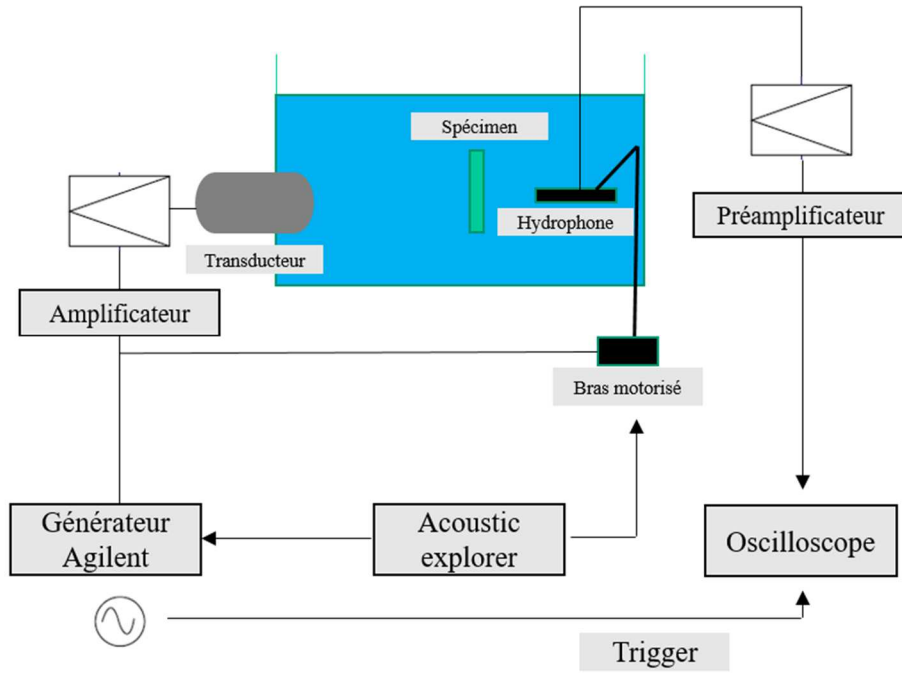 Spécimen
Hydrophone
Préamplificateur
Transducteur
Amplificateur
Bras motorisé
Générateur
Agilent
Acoustic
explorer
Oscilloscope
Trigger